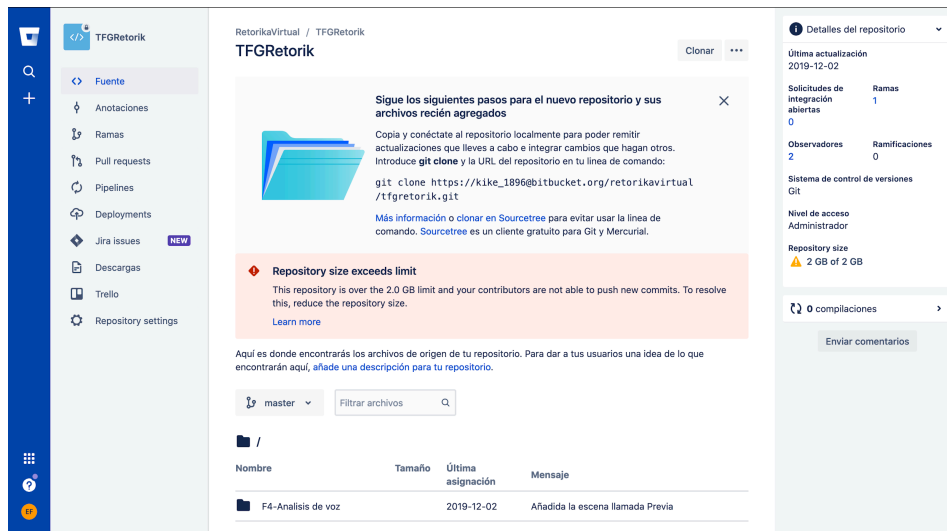 TFGRetorik
Fuente
Anotaciones
Ramas
Pull requests
Pipelines
Deployments
Jira issues NEW
Descargas
Trello
Repository settings
EF
RetorikaVirtual / TFGRetorik
TFGRetorik
Clonar
Sigue los siguientes pasos para el nuevo repositorio y sus
archivos recién agregados
Copia y conéctate al repositorio localmente para poder remitir
actualizaciones que lleves a cabo e integrar cambios que hagan otros.
Introduce git clone y la URL del repositorio en tu linea de comando:
git clone https://kike_1896@bitbucket.org/retorikavirtual
/tfgretorik.git
Más información o clonar en Sourcetree para evitar usar la linea de
comando. Sourcetree es un cliente gratuito para Git y Mercurial.
Repository size exceeds limit
This repository is over the 2.0 GB limit and your contributors are not able to push new commits. To resolve
this, reduce the repository size.
Learn more
Aquí es donde encontrarás los archivos de origen de tu repositorio. Para dar a tus usuarios una idea de lo que
encontrarán aquí, añade una descripción para tu repositorio.
master
Filtrar archivos
/
Nombre Tamaño Última
asignación Mensaje
F4-Analisis de voz 2019-12-02 Añadida la escena llamada Previa
Detalles del repositorio
Última actualización
2019-12-02
Solicitudes de
integración
abiertas
0
Ramas
1
Observadores
2
Ramificaciones
0
Sistema de control de versiones
Git
Nivel de acceso
Administrador
Repository size
2 GB of 2 GB
0 compilaciones
Enviar comentarios